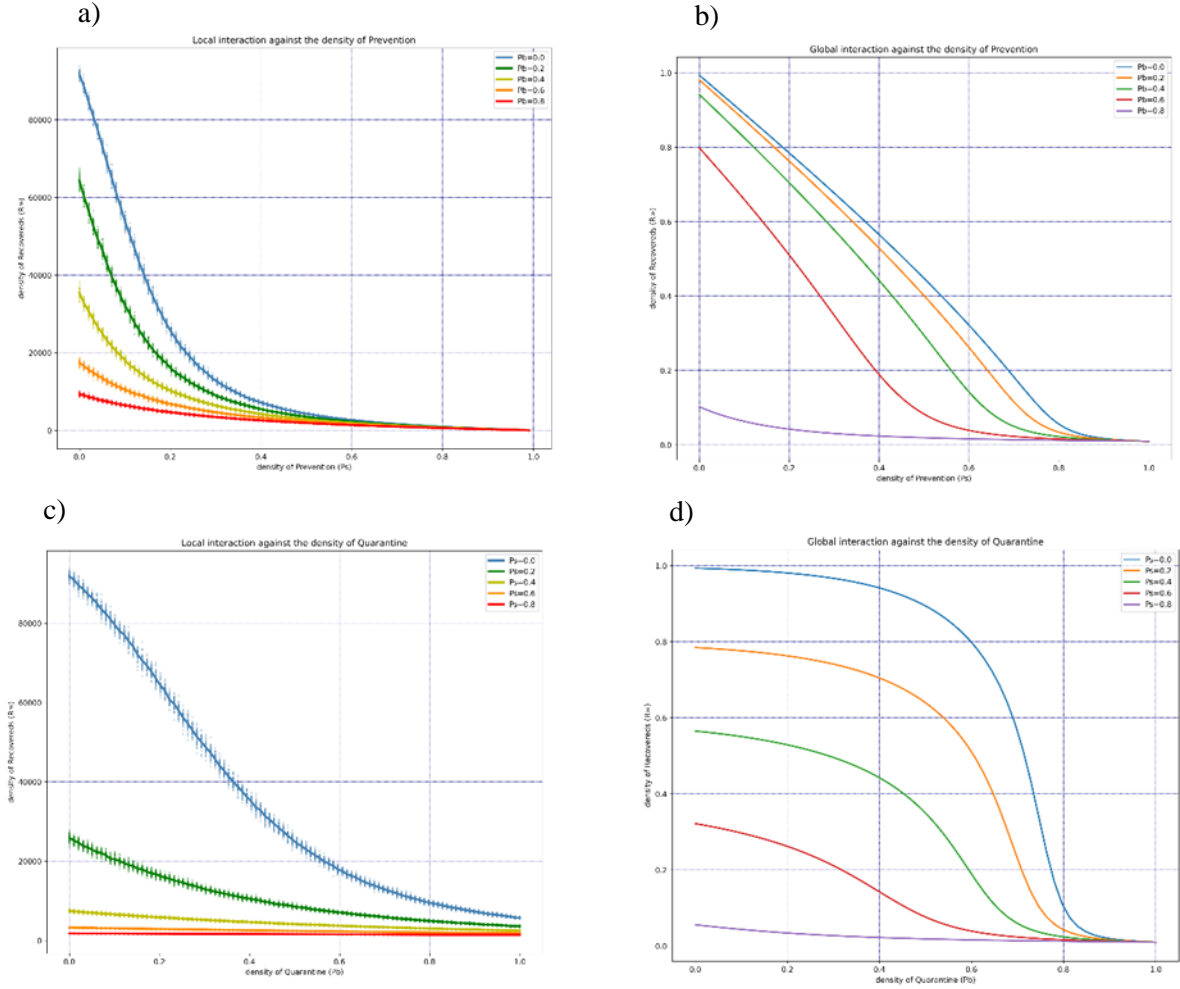 a)
Local interaction against the density of Prevention
Pb=0.0
Pb=0.2
Pb=0.4
Pb=0.6
Pb=0.8
80000
60000
40000
20000
0
density of Recovereds (R∞)
0.0 0.2 0.4 0.6 0.8 1.0
density of Prevention (Ps)
b)
Global interaction against the density of Prevention
Pb=0.0
Pb=0.2
Pb=0.4
Pb=0.6
Pb=0.8
1.0
0.8
0.6
0.4
0.2
0.0
density of Recovereds (R∞)
0.0 0.2 0.4 0.6 0.8 1.0
density of Prevention (Ps)
c)
Local interaction against the density of Quarantine
Ps=0.0
Ps=0.2
Ps=0.4
Ps=0.6
Ps=0.8
80000
60000
40000
20000
0
density of Recovereds (R∞)
0.0 0.2 0.4 0.6 0.8 1.0
density of Quarantine (Pb)
d)
Global interaction against the density of Quarantine
Ps=0.0
Ps=0.2
Ps=0.4
Ps=0.6
Ps=0.8
1.0
0.8
0.6
0.4
0.2
0.0
density of Recovereds (R∞)
0.0 0.2 0.4 0.6 0.8 1.0
density of Quarantine (Pb)